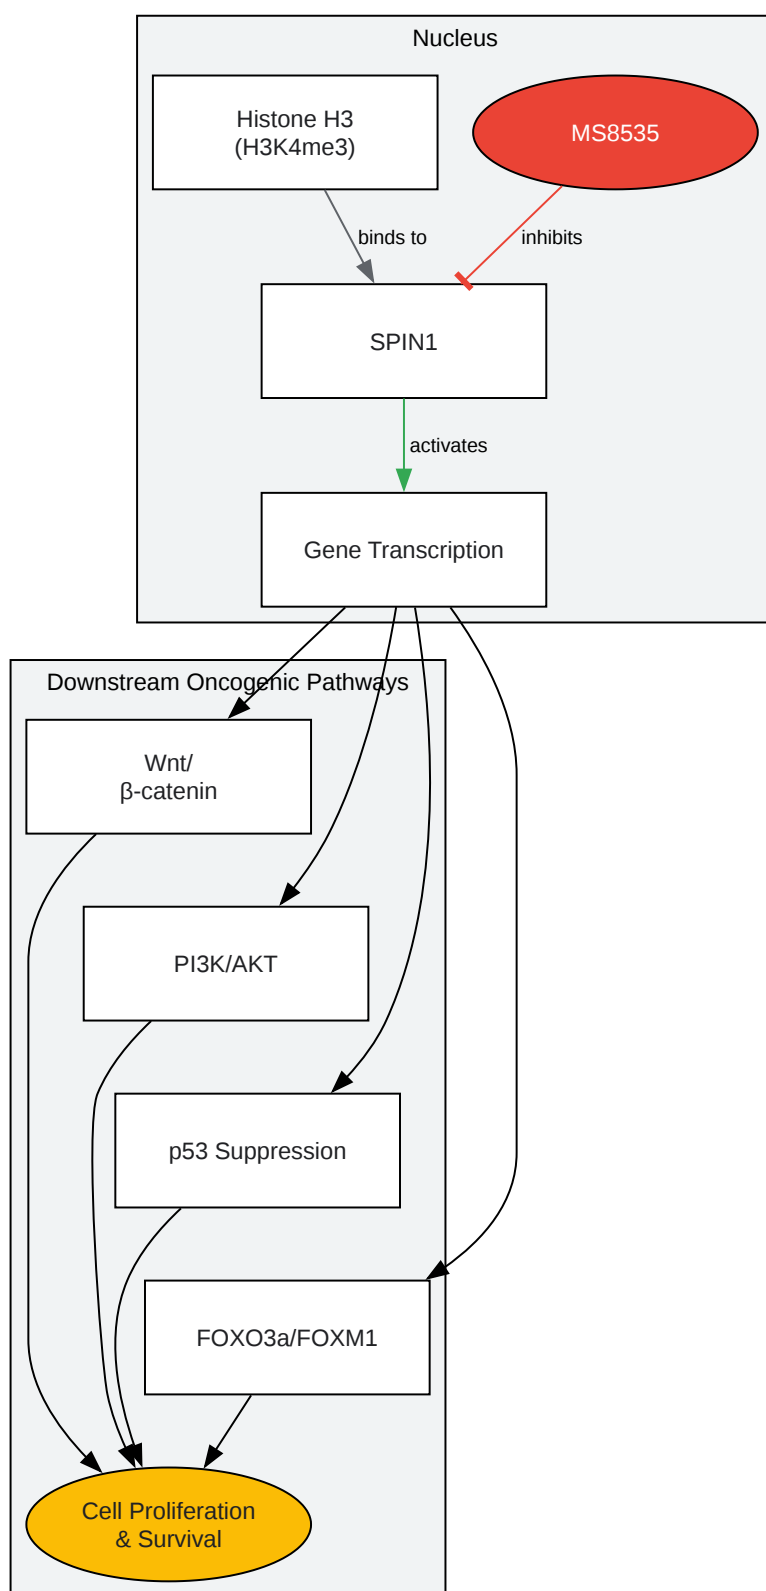 Nucleus
Histone H3
(H3K4me3)
MS8535
binds to
inhibits
SPIN1
activates
Gene Transcription
Downstream Oncogenic Pathways
Wnt/
β-catenin
PI3K/AKT
p53 Suppression
FOXO3a/FOXM1
Cell Proliferation
& Survival